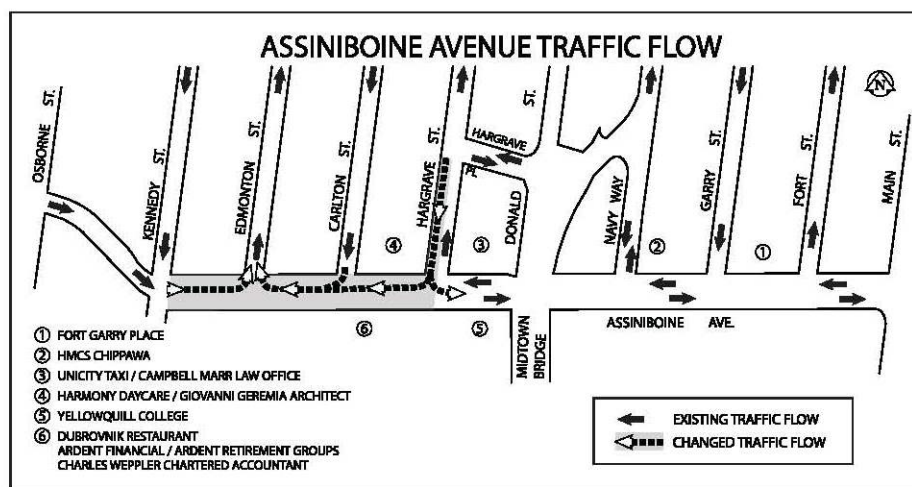 ASSINIBOINE AVENUE TRAFFIC FLOW
N
OSBORNE ST.
KENNEDY ST.
EDMONTON ST.
CARLTON ST.
HARGRAVE ST.
HARGRAVE PL.
DONALD ST.
NAVY WAY
GARRY ST.
FORT ST.
MAIN ST.
4
3
2
1
6
5
MIDTOWN
BRIDGE
ASSINIBOINE AVE.
1 FORT GARRY PLACE
2 HMCS CHIPPAWA
3 UNICITY TAXI / CAMPBELL MARR LAW OFFICE
4 HARMONY DAYCARE / GIOVANNI GEREMIA ARCHITECT
5 YELLOWQUILL COLLEGE
6 DUBROVNIK RESTAURANT
ARDENT FINANCIAL / ARDENT RETIREMENT GROUPS
CHARLES WEPPLER CHARTERED ACCOUNTANT
EXISTING TRAFFIC FLOW
CHANGED TRAFFIC FLOW